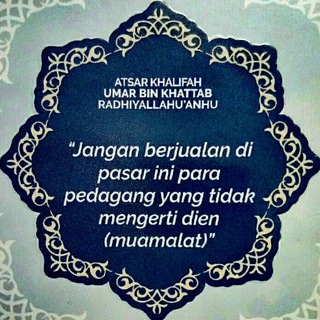 ATSAR KHALIFAH
UMAR BIN KHATTAB
RADHIYALLAHU'ANHU
"Jangan berjualan di
pasar ini para
pedagang yang tidak
mengerti dien
(muamalat)"